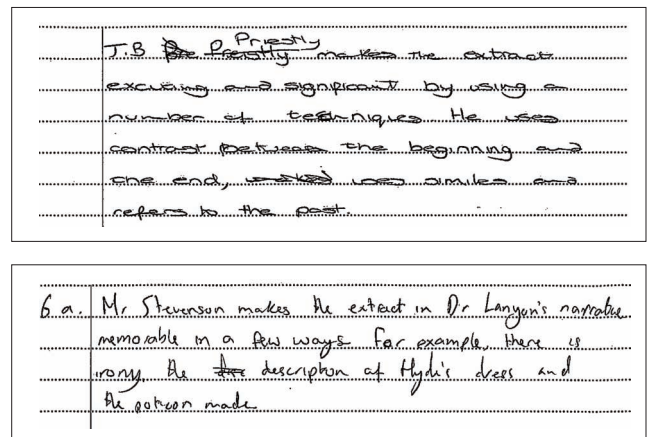 Priestly
J.B P Preistly makes the extract
exciting and significant by using a
number of techniques He uses
contrast between the beginning and
the end, uses similes and
refers to the past.
6 a. Mr Stevenson makes the extract in Dr Lanyon's narrative
memorable in a few ways. For example, there is
irony, the description of Hyde's dress and
the potion made